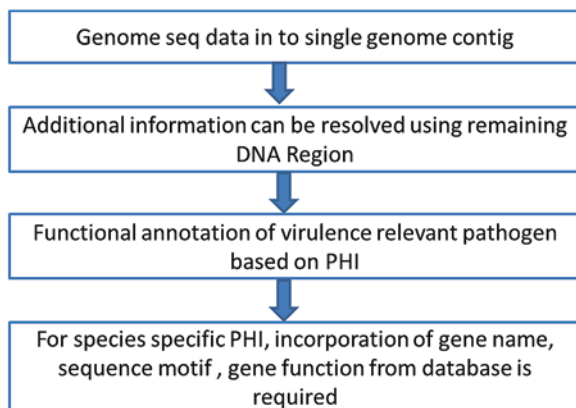 Genome seq data in to single genome contig
Additional information can be resolved using remaining
DNA Region
Functional annotation of virulence relevant pathogen
based on PHI
For species specific PHI, incorporation of gene name,
sequence motif , gene function from database is
required